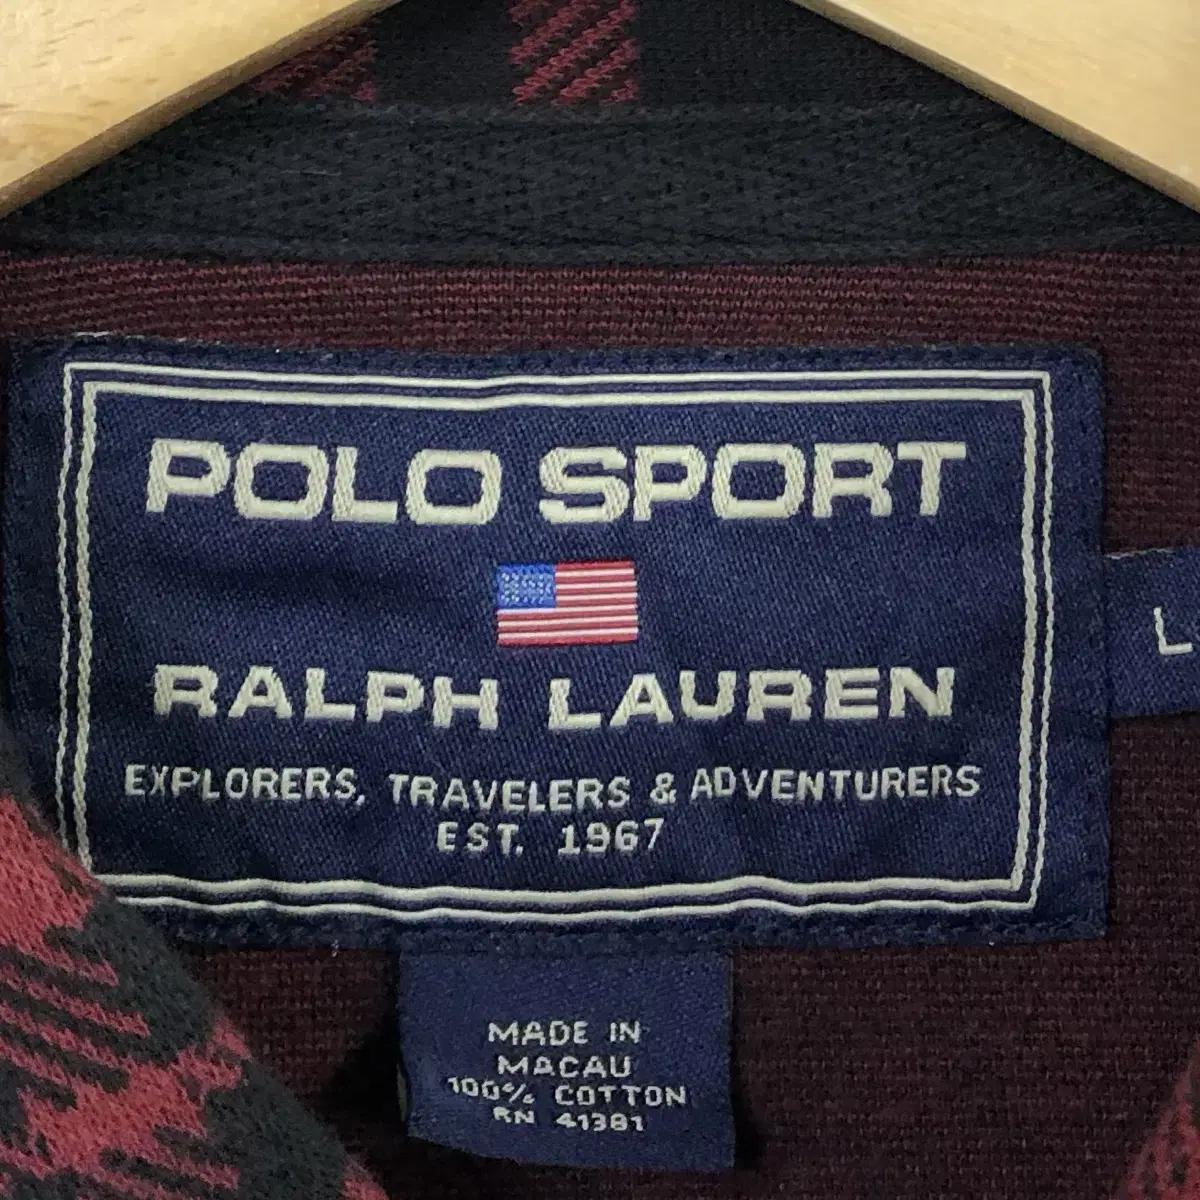 POLO SPORT
RALPH LAUREN
EXPLORERS, TRAVELERS & ADVENTURERS
EST. 1967
L
MADE IN
MACAU
100% COTTON
RN 41381